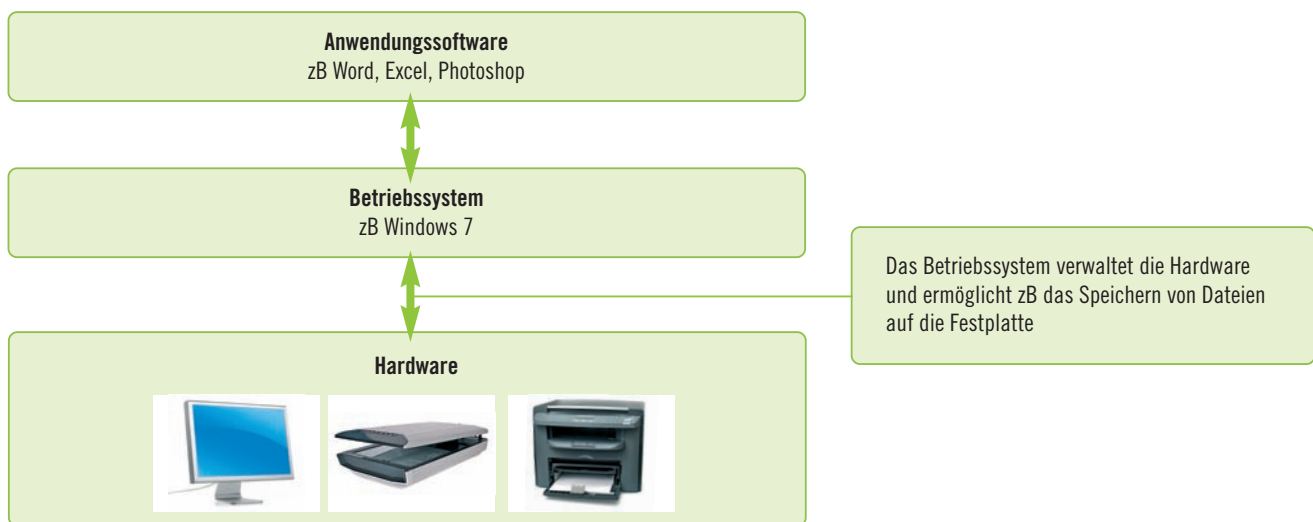 Anwendungssoftware
zB Word, Excel, Photoshop
Betriebssystem
zB Windows 7
Das Betriebssystem verwaltet die Hardware
und ermöglicht zB das Speichern von Dateien
auf die Festplatte
Hardware